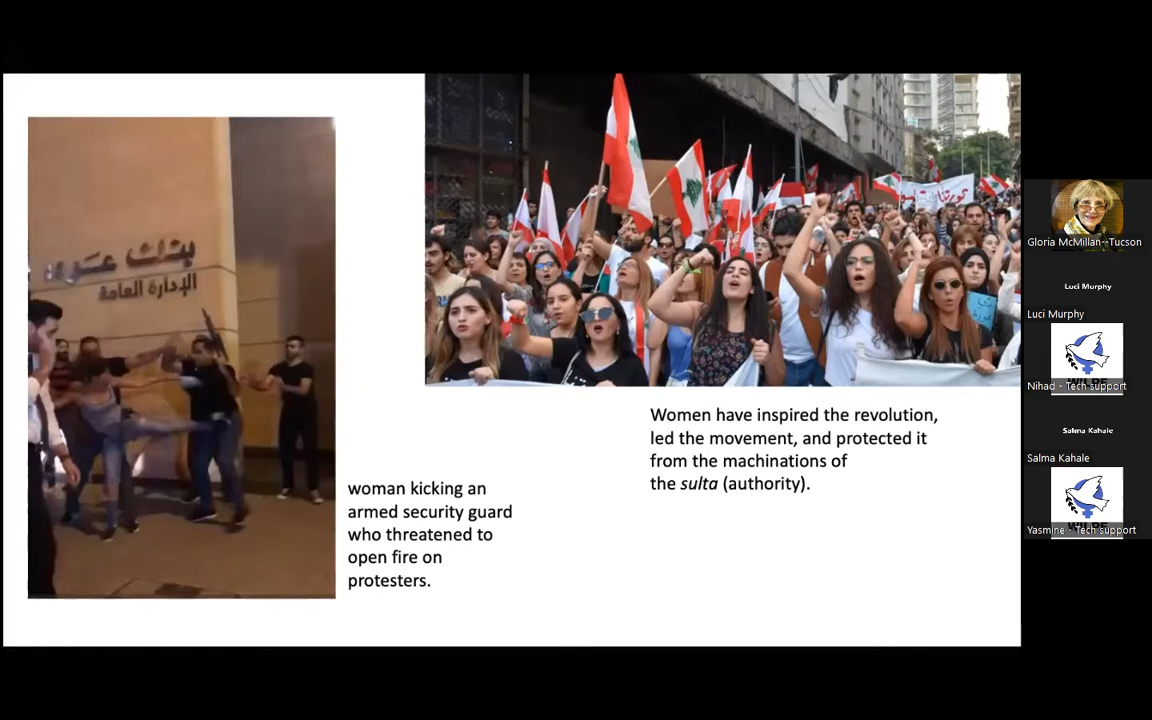 الإدارة العامة
woman kicking an
armed security guard
who threatened to
open fire on
protesters.
Women have inspired the revolution,
led the movement, and protected it
from the machinations of
the sulta (authority).
Gloria McMillan--Tucson
Luci Murphy
Luci Murphy
Nihad - Tech support
Salma Kahale
Salma Kahale
Yasmine - Tech support